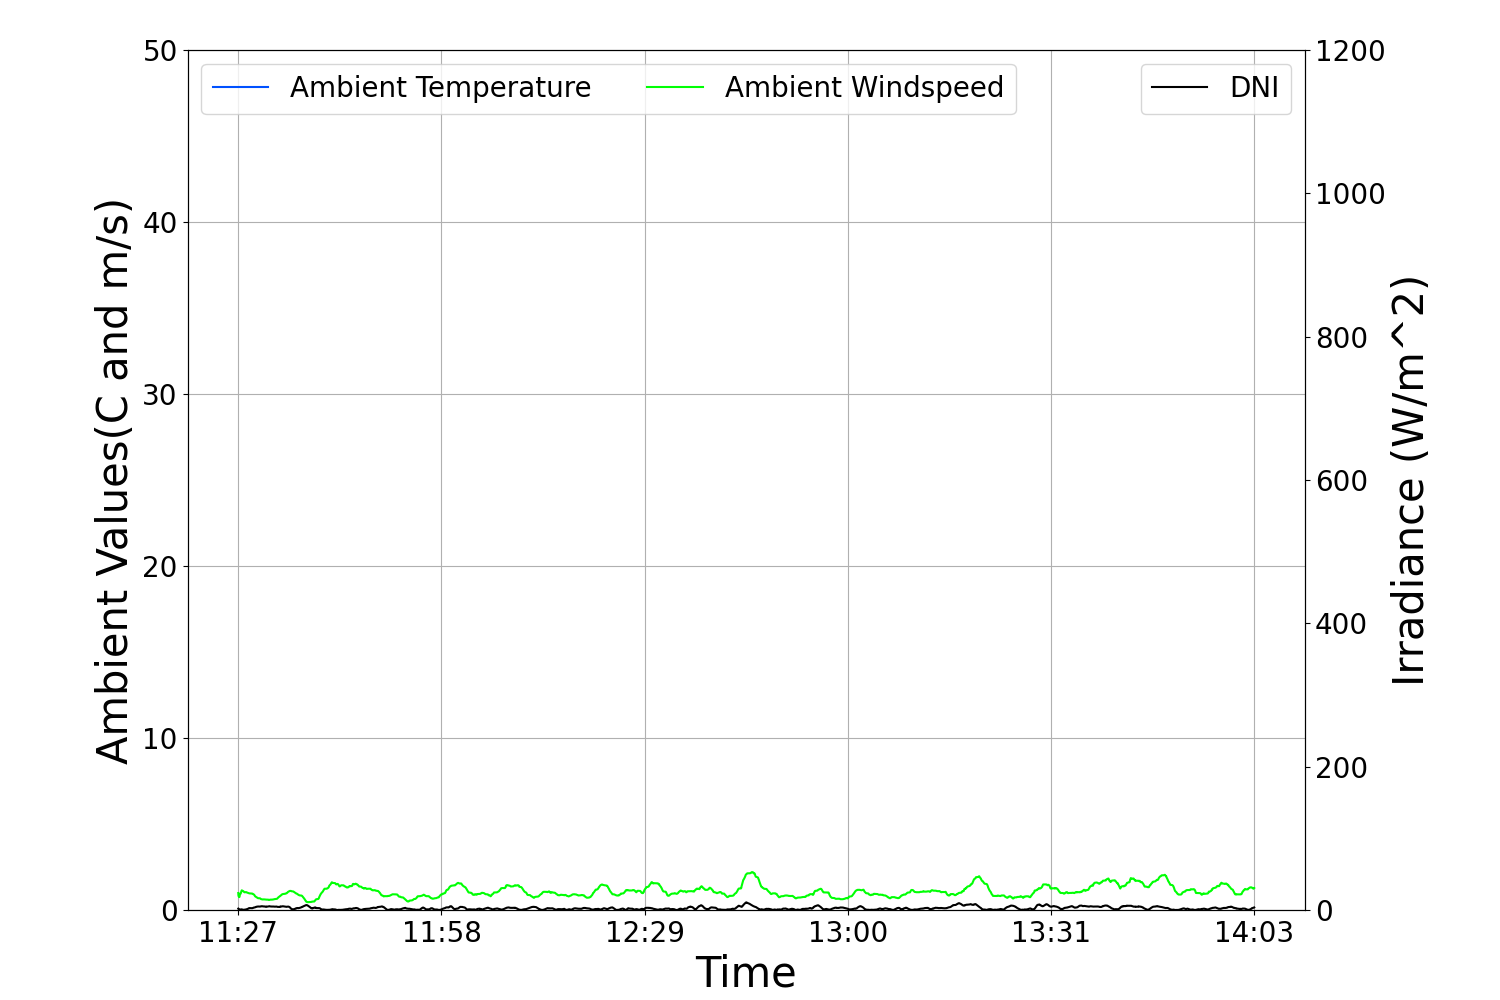 Ambient Temperature Ambient Windspeed DNI
Ambient Values(C and m/s)
50
40
30
20
10
0
1200
1000
800
600
400
200
0
Irradiance (W/m^2)
11:27 11:58 12:29 13:00 13:31 14:03
Time